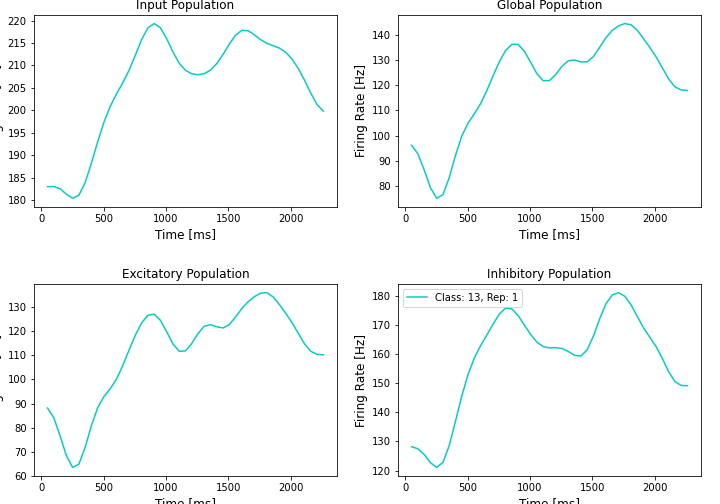 Input Population
220
215
210
205
200
195
190
185
180
0 500 1000 1500 2000
Time [ms]
Global Population
Firing Rate [Hz]
140
130
120
110
100
90
80
0 500 1000 1500 2000
Time [ms]
Excitatory Population
130
120
110
100
90
80
70
60
0 500 1000 1500 2000
Time [ms]
Inhibitory Population
Class: 13, Rep: 1
Firing Rate [Hz]
180
170
160
150
140
130
120
0 500 1000 1500 2000
Time [ms]